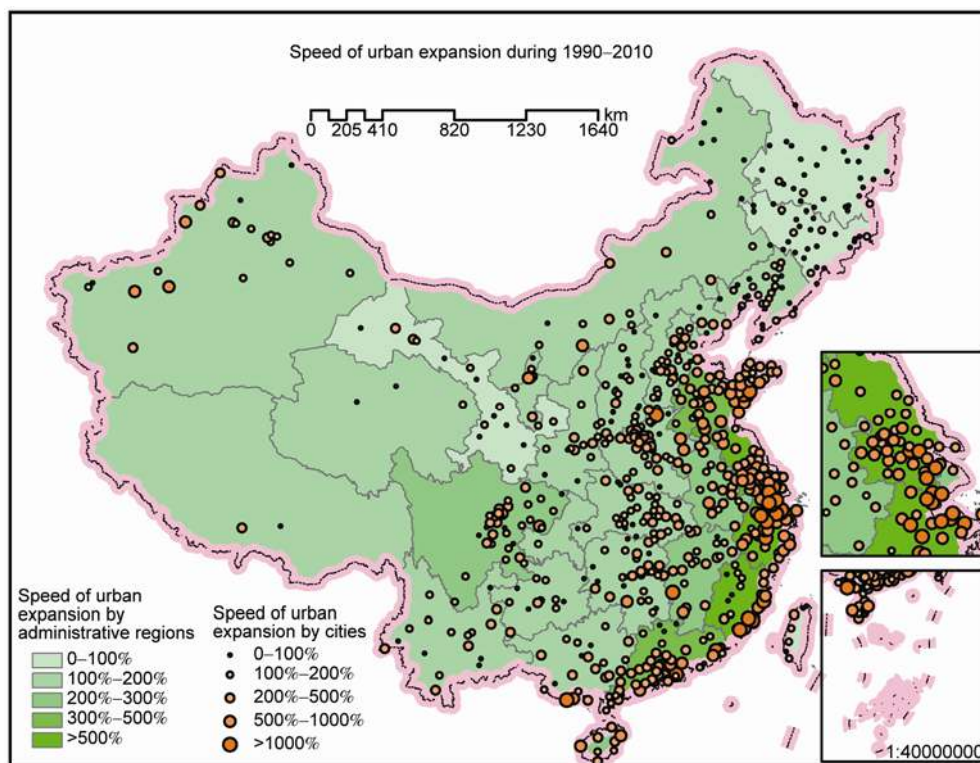 Speed of urban expansion during 1990–2010
km
0 205 410 820 1230 1640
Speed of urban
expansion by
administrative regions
0–100%
100%–200%
200%–300%
300%–500%
>500%
Speed of urban
expansion by cities
0–100%
100%–200%
200%–500%
500%–1000%
>1000%
1:40000000